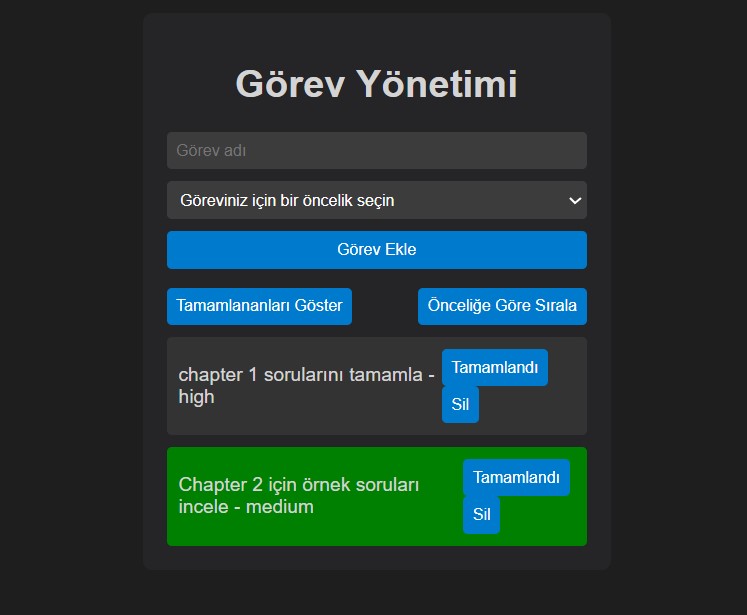 Görev Yönetimi
Görev adı
Göreviniz için bir öncelik seçin
Görev Ekle
Tamamlananları Göster
Önceliğe Göre Sırala
chapter 1 sorularını tamamla -
high
Tamamlandı
Sil
Chapter 2 için örnek soruları
incele - medium
Tamamlandı
Sil